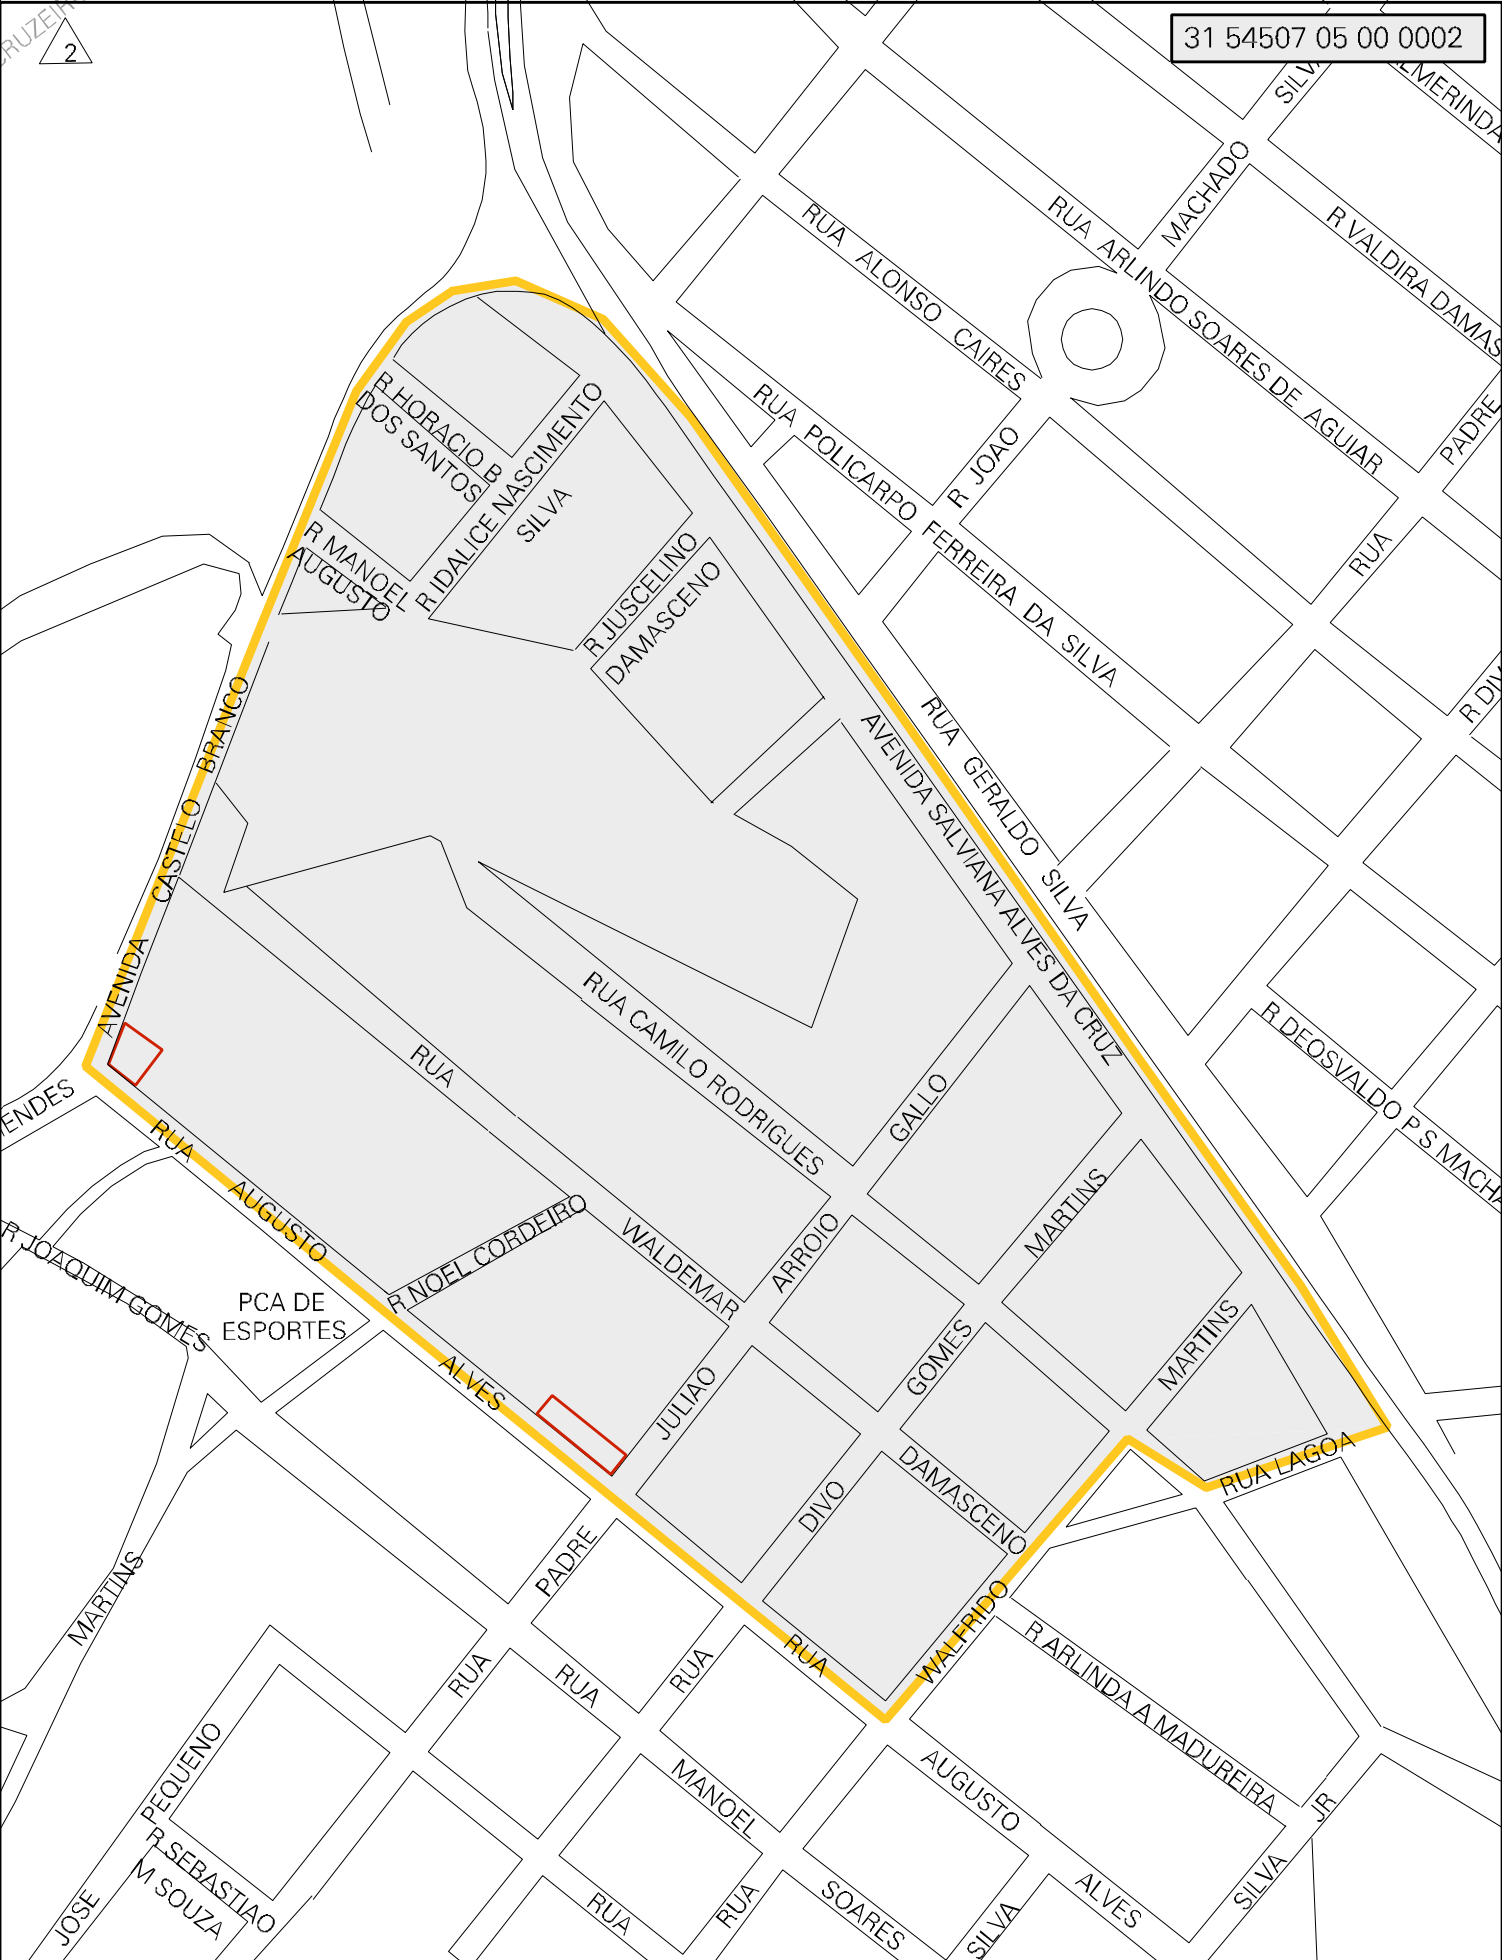 CRUZEIRO
2
31 54507 05 00 0002
SILVA
ALMERINDA
MACHADO
RUA ARLINDO SOARES DE AGUIAR
R VALDIRA DAMAS
RUA ALONSO CAIRES
PADRE
RUA POLICARPO FERREIRA DA SILVA
R JOAO
RUA
R HORACIO B
DOS SANTOS
R IDALICE NASCIMENTO
SILVA
R MANOEL
AUGUSTO
R JUSCELINO
DAMASCENO
R DIV
AVENIDA CASTELO BRANCO
RUA GERALDO SILVA
AVENIDA SALVIANA ALVES DA CRUZ
R DEOSVALDO P S MACHA
RUA CAMILO RODRIGUES
RUA WALDEMAR
GALLO
ENDES
RUA AUGUSTO ALVES
MARTINS
R NOEL CORDEIRO
ARROIO
R JOAQUIM GOMES
PCA DE
ESPORTES
GOMES
MARTINS
JULIAO
RUA LAGOA
DAMASCENO
DIVO
PADRE
MARTINS
WALFRIDO
RUA
R ARLINDA A MADUREIRA
RUA
RUA
RUA
PEQUENO
MANOEL
AUGUSTO
JR
R SEBASTIAO
M SOUZA
JOSE
RUA
RUA
SOARES
SILVA
ALVES
SILVA